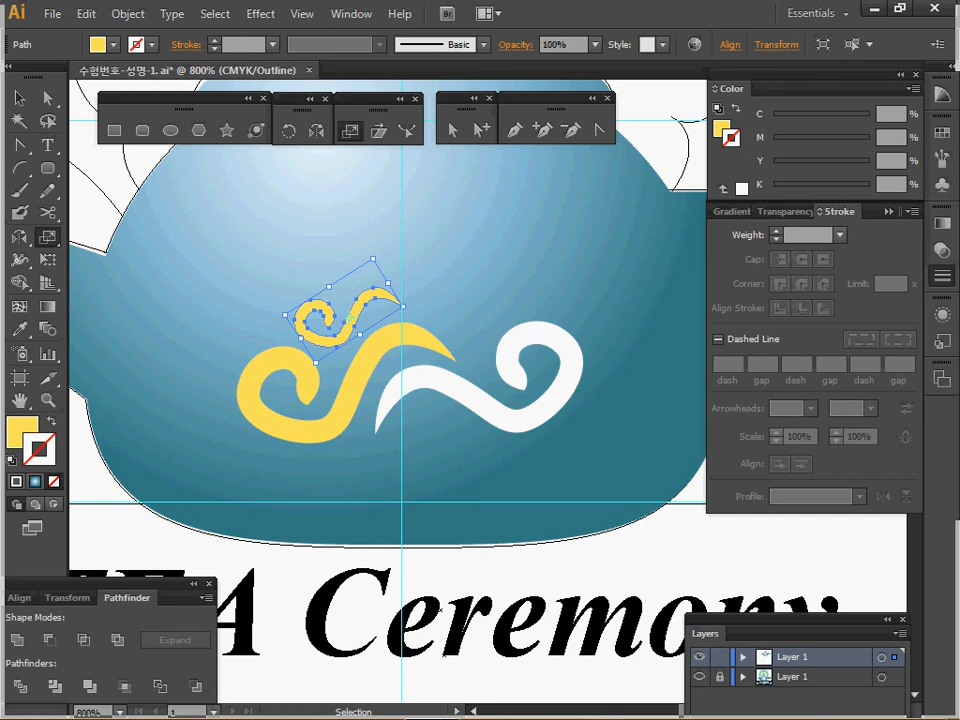 Ai File Edit Object Type Select Effect View Window Help Br Essentials
Path Stroke: Basic Opacity: 100% Style: Align Transform
수험번호-성명-1.ai* @ 800% (CMYK/Outline)
Color
C %
M %
Y %
K %
Gradient Transparency Stroke
Weight:
Cap:
Corner: Limit: x
Align Stroke:
Dashed Line
dash gap dash gap dash gap
Arrowheads:
Scale: 100% 100%
Align:
Profile:
A Ceremony
Align Transform Pathfinder
Shape Modes:
Expand
Pathfinders:
Layers
Layer 1
Layer 1
800% 1 Selection